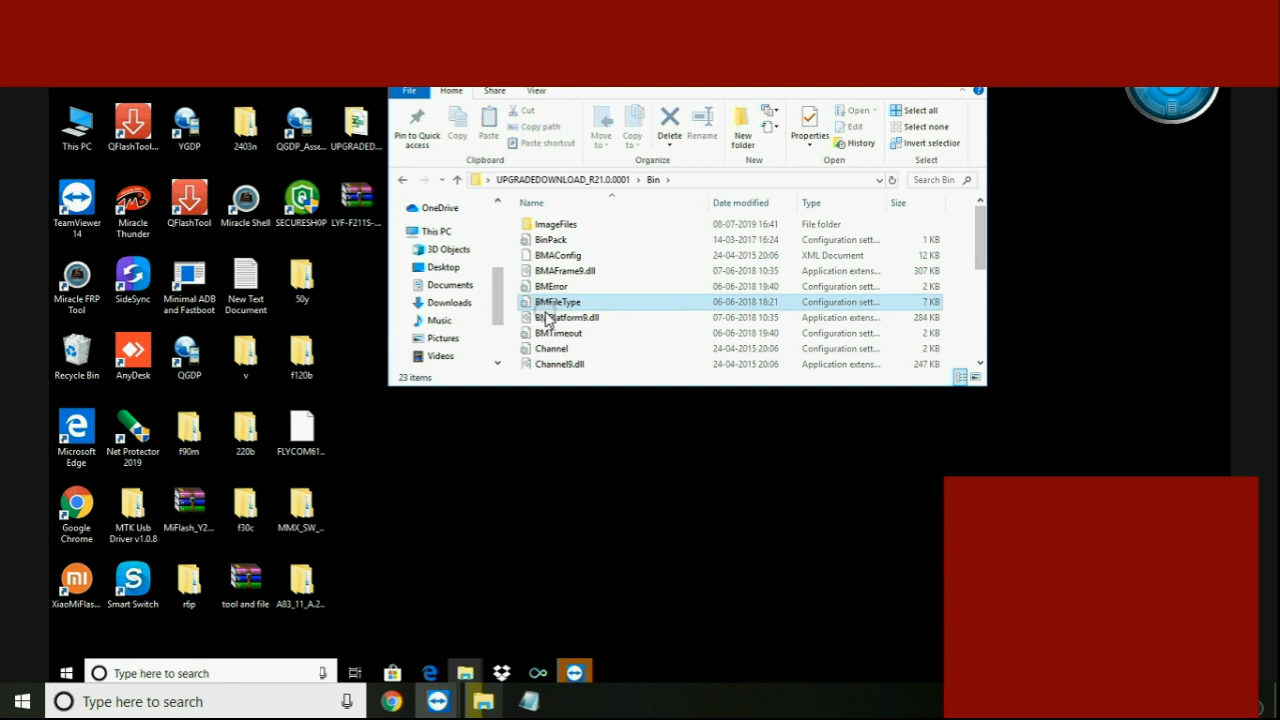 File Home Share View
Pin to Quick access
Copy
Paste
Cut
Copy path
Paste shortcut
Move to
Copy to
Delete
Rename
New folder
Properties
Open
Edit
History
Select all
Select none
Invert selection
Clipboard Organize New Open Select
UPGRADEDOWNLOAD_R21.0.0001 > Bin >
Search Bin
Name Date modified Type Size
OneDrive
This PC
3D Objects
Desktop
Documents
Downloads
Music
Pictures
Videos
ImageFiles 08-07-2019 16:41 File folder
BinPack 14-03-2017 16:24 Configuration sett... 1 KB
BMAConfig 24-04-2015 20:06 XML Document 12 KB
BMAFrame9.dll 07-06-2018 10:35 Application extens... 307 KB
BMError 06-06-2018 19:40 Configuration sett... 2 KB
BMFileType 06-06-2018 18:21 Configuration sett... 7 KB
BMPlatform9.dll 07-06-2018 10:35 Application extens... 284 KB
BMTimeout 06-06-2018 19:40 Configuration sett... 2 KB
Channel 24-04-2015 20:06 Configuration sett... 2 KB
Channel9.dll 24-04-2015 20:06 Application extens... 247 KB
23 items
This PC QFlashTool... YGDP 2403n QGDP_Asse... UPGRADED...
TeamViewer 14
Miracle Thunder
QFlashTool
Miracle Shell
SECURESH0P
LYF-F211S-...
Miracle FRP Tool
SideSync
Minimal ADB and Fastboot
New Text Document
50y
Recycle Bin AnyDesk QGDP v f120b
Microsoft Edge
Net Protector 2019
f90m
220b
FLYCOM61...
Google Chrome
MTK Usb Driver v1.0.8
MiFlash_Y2...
f30c
MMX_SW_...
XiaoMiFlas... Smart Switch r6p tool and file A83_11_A.2...
Type here to search
Type here to search